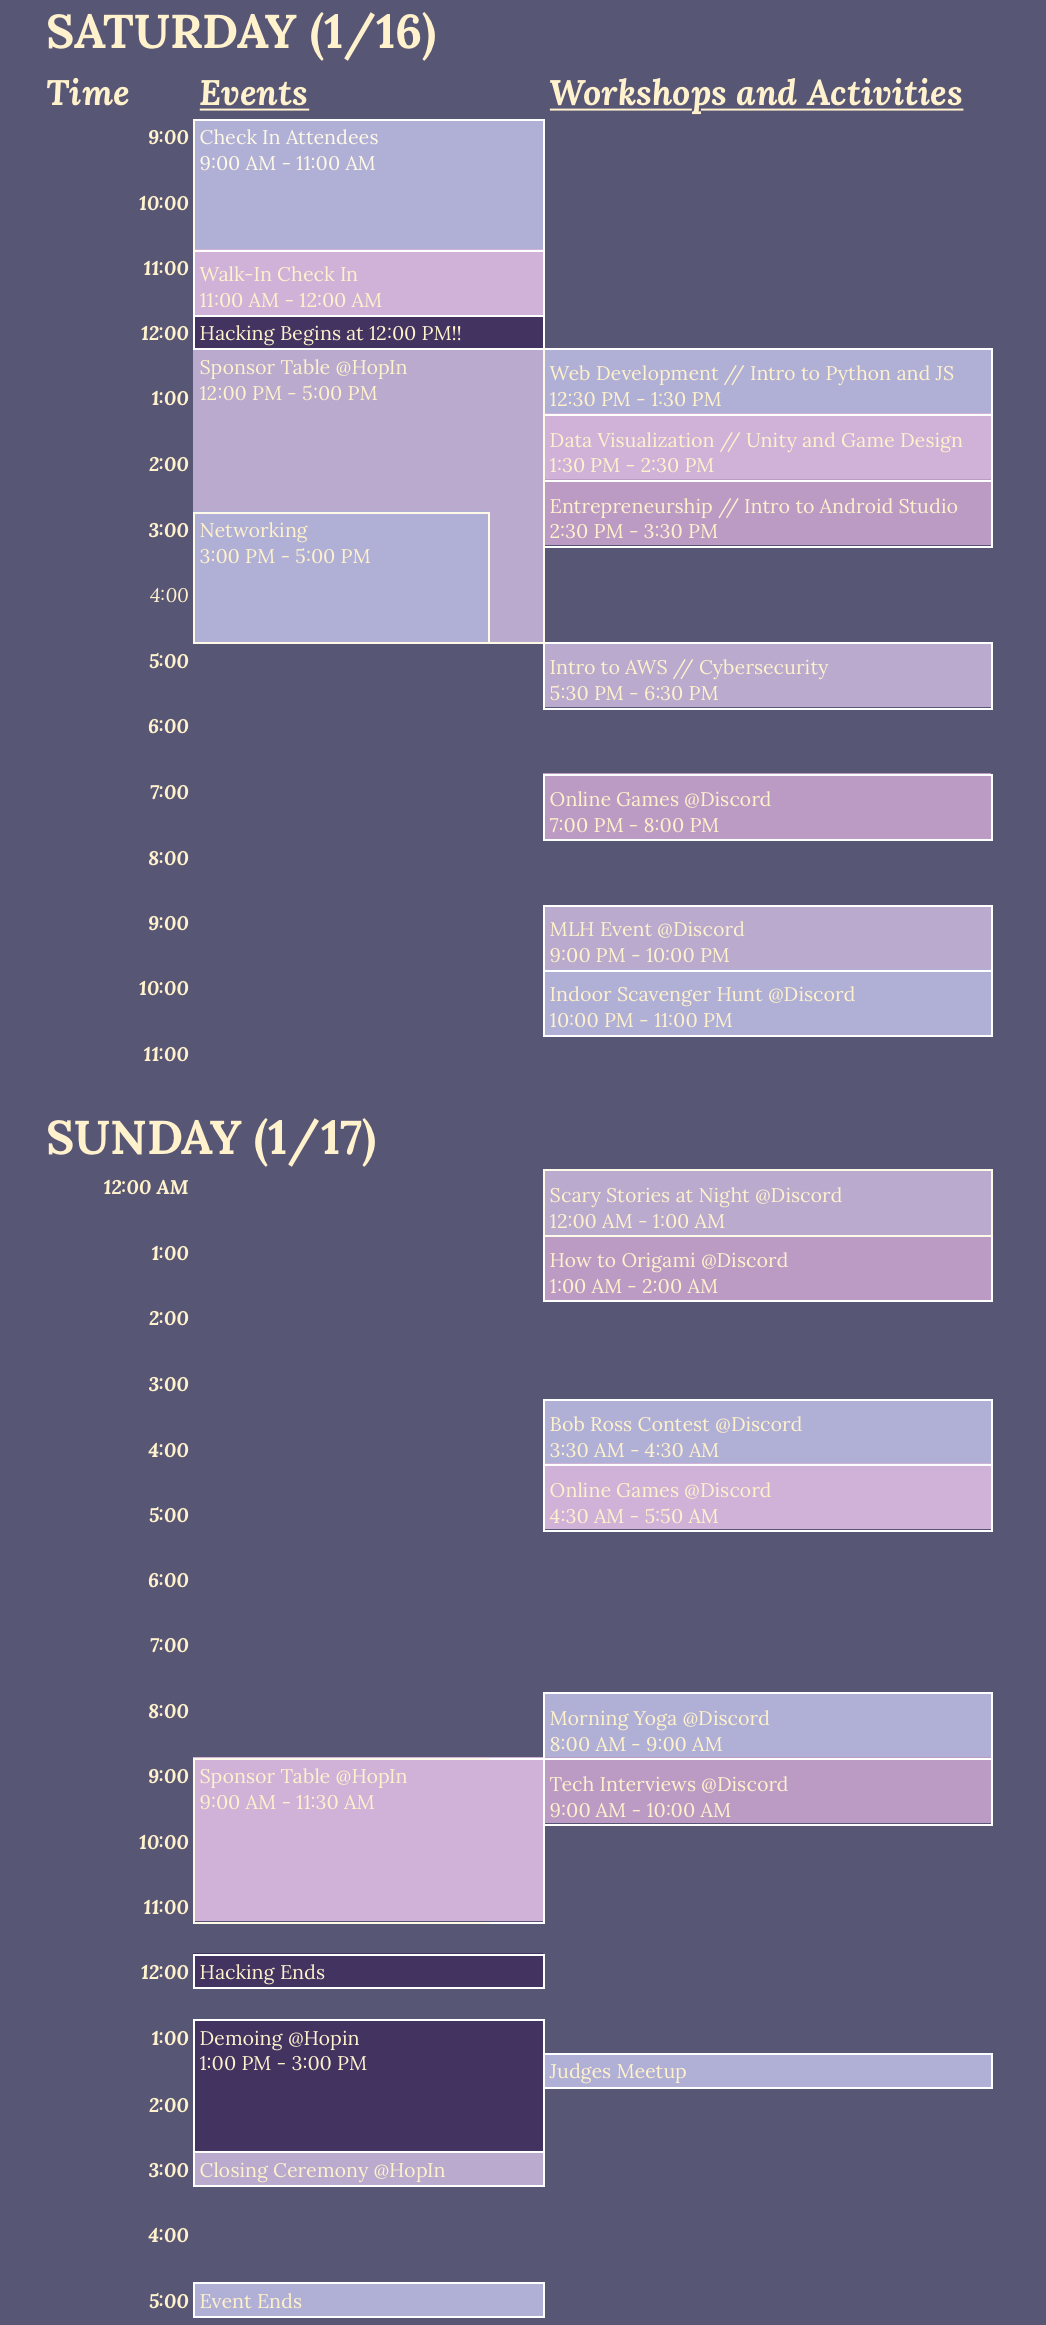 SATURDAY (1/16)
Time Events Workshops and Activities
9:00 Check In Attendees
9:00 AM - 11:00 AM
10:00
11:00 Walk-In Check In
11:00 AM - 12:00 AM
12:00 Hacking Begins at 12:00 PM!!
Sponsor Table @HopIn
12:00 PM - 5:00 PM
Web Development // Intro to Python and JS
12:30 PM - 1:30 PM
1:00
Data Visualization // Unity and Game Design
1:30 PM - 2:30 PM
2:00
Entrepreneurship // Intro to Android Studio
2:30 PM - 3:30 PM
3:00 Networking
3:00 PM - 5:00 PM
4:00
5:00
Intro to AWS // Cybersecurity
5:30 PM - 6:30 PM
6:00
7:00
Online Games @Discord
7:00 PM - 8:00 PM
8:00
9:00
MLH Event @Discord
9:00 PM - 10:00 PM
10:00
Indoor Scavenger Hunt @Discord
10:00 PM - 11:00 PM
11:00
SUNDAY (1/17)
12:00 AM
Scary Stories at Night @Discord
12:00 AM - 1:00 AM
1:00
How to Origami @Discord
1:00 AM - 2:00 AM
2:00
3:00
Bob Ross Contest @Discord
3:30 AM - 4:30 AM
4:00
Online Games @Discord
4:30 AM - 5:50 AM
5:00
6:00
7:00
8:00
Morning Yoga @Discord
8:00 AM - 9:00 AM
9:00 Sponsor Table @HopIn
9:00 AM - 11:30 AM
Tech Interviews @Discord
9:00 AM - 10:00 AM
10:00
11:00
12:00 Hacking Ends
1:00 Demoing @Hopin
1:00 PM - 3:00 PM
Judges Meetup
2:00
3:00 Closing Ceremony @HopIn
4:00
5:00 Event Ends